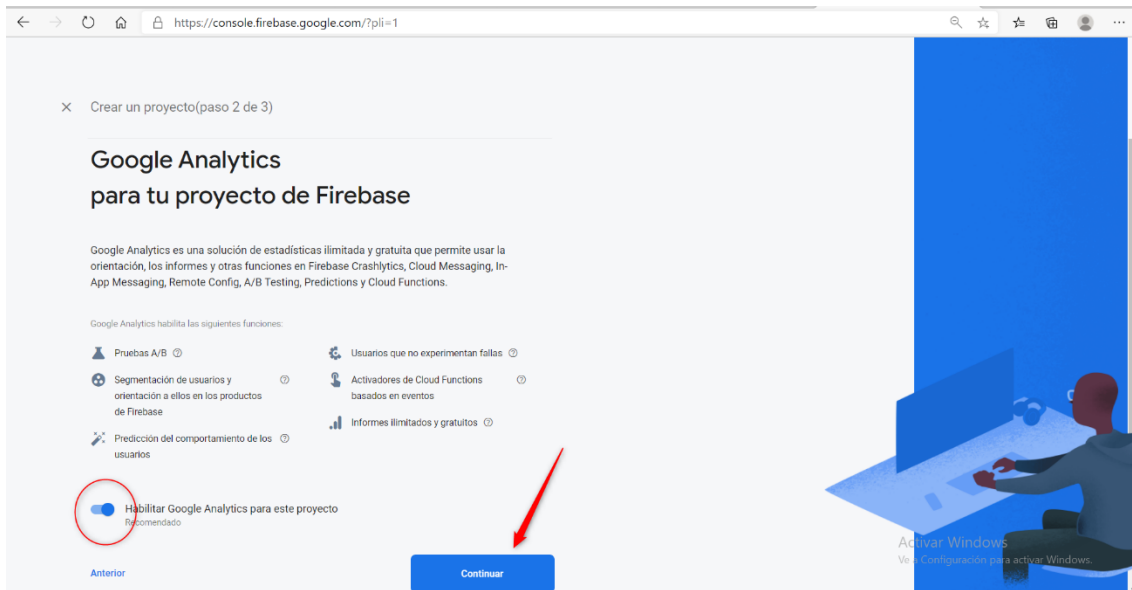 https://console.firebase.google.com/?pli=1
Crear un proyecto(paso 2 de 3)
Google Analytics
para tu proyecto de Firebase
Google Analytics es una solución de estadísticas ilimitada y gratuita que permite usar la
orientación, los informes y otras funciones en Firebase Crashlytics, Cloud Messaging, In-
App Messaging, Remote Config, A/B Testing, Predictions y Cloud Functions.
Google Analytics habilita las siguientes funciones:
Pruebas A/B
Segmentación de usuarios y
orientación a ellos en los productos
de Firebase
Predicción del comportamiento de los
usuarios
Usuarios que no experimentan fallas
Activadores de Cloud Functions
basados en eventos
Informes ilimitados y gratuitos
Habilitar Google Analytics para este proyecto
Recomendado
Anterior
Continuar
Activar Windows
Ve a Configuración para activar Windows.